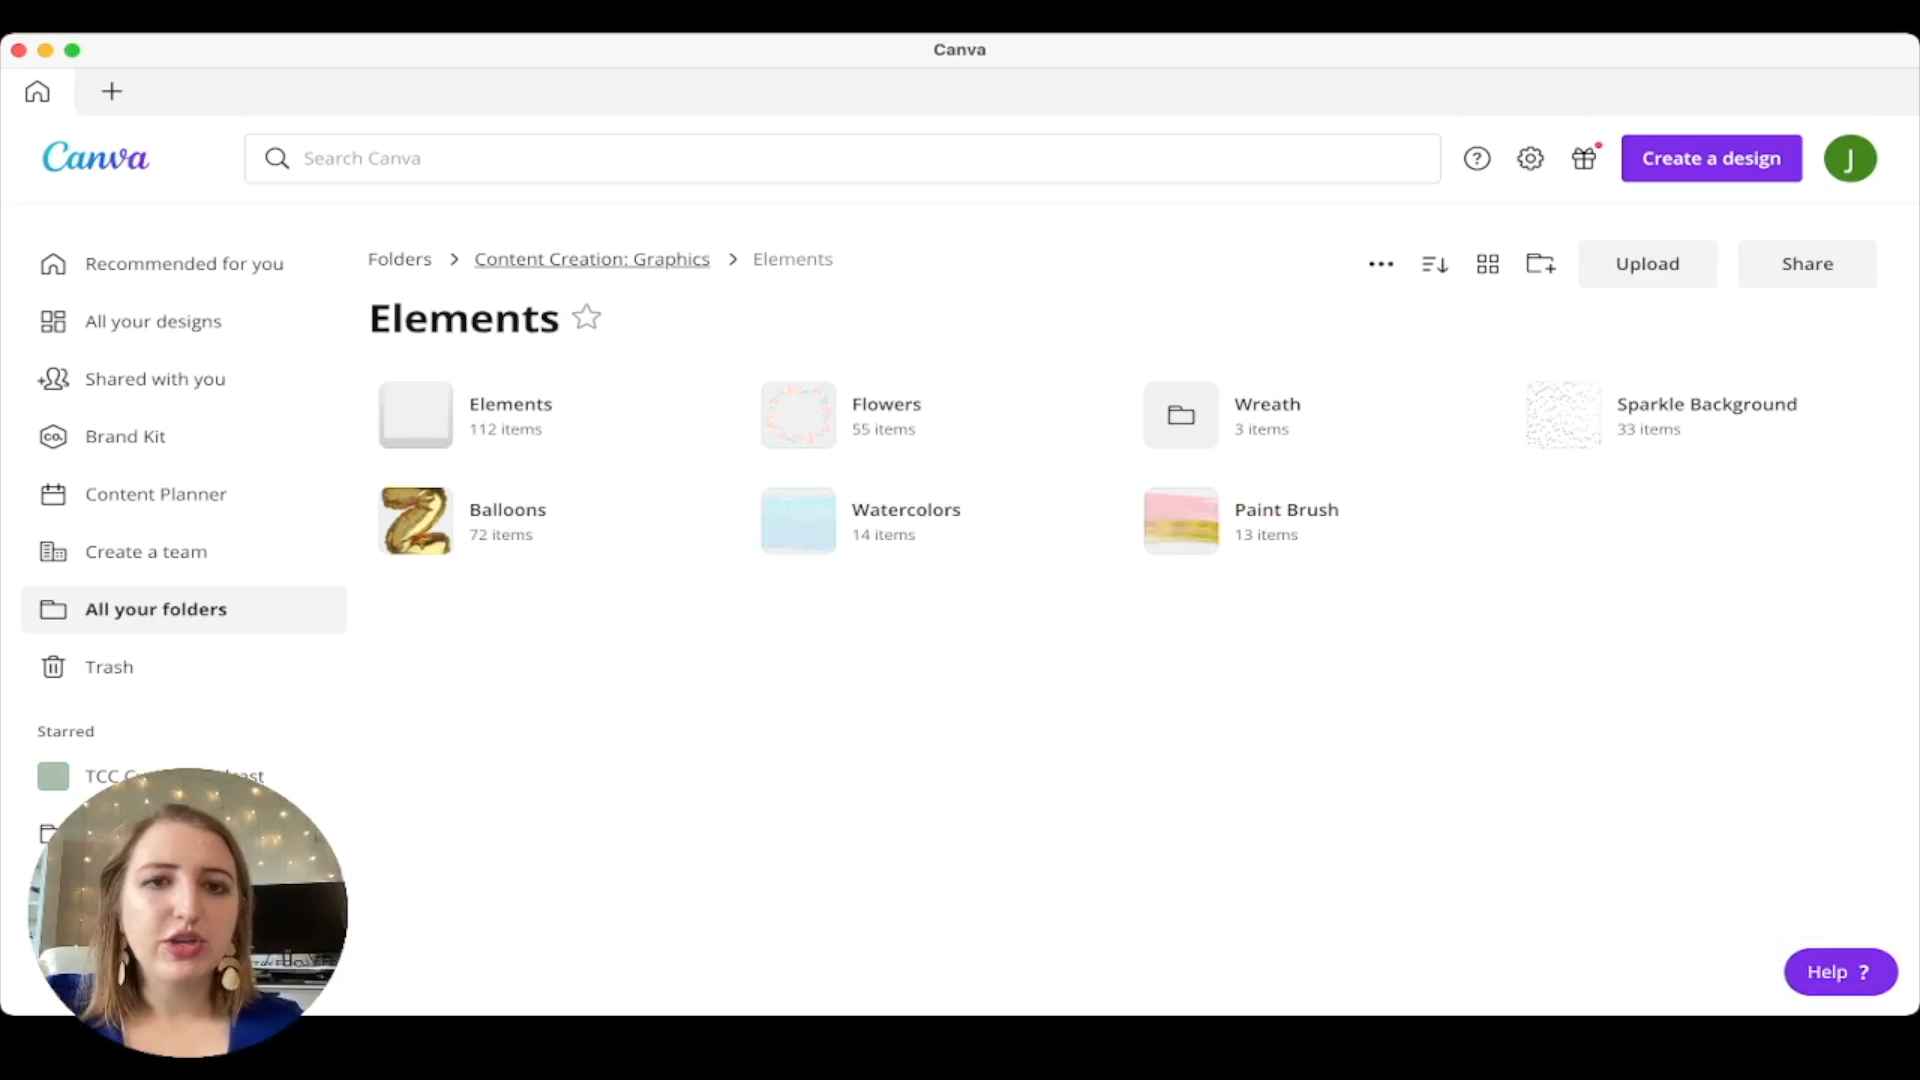 Canva
Canva
Search Canva
?
Create a design
J
Recommended for you
All your designs
Shared with you
CO.
Brand Kit
Content Planner
Create a team
All your folders
Trash
Starred
TCC
Folders > Content Creation: Graphics > Elements
Upload
Share
Elements
Elements
112 items
Flowers
55 items
Wreath
3 items
Sparkle Background
33 items
Balloons
72 items
Watercolors
14 items
Paint Brush
13 items
Help ?